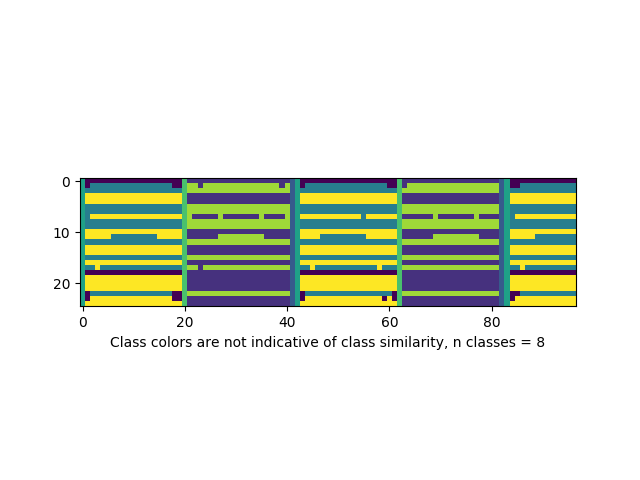 0
10
20
0 20 40 60 80
Class colors are not indicative of class similarity, n classes = 8